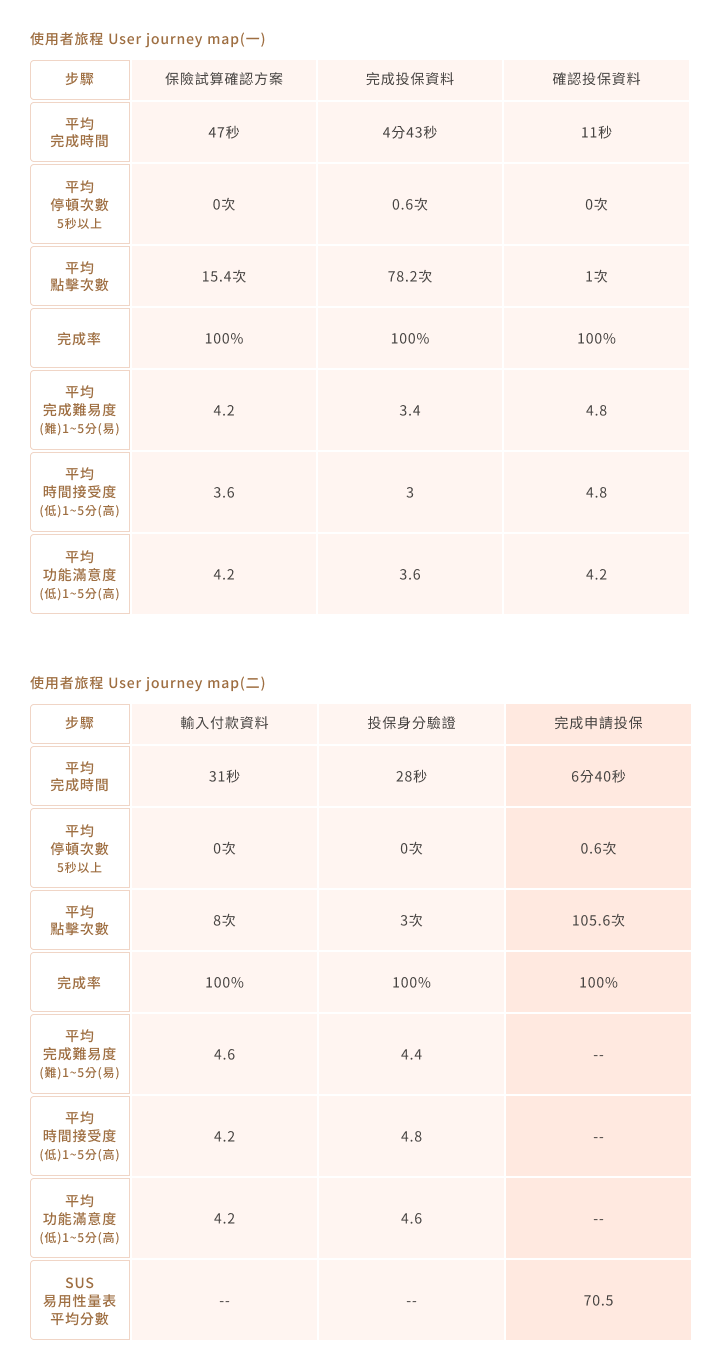 使用者旅程 User journey map(一)
步驟 保險試算確認方案 完成投保資料 確認投保資料
平均
完成時間 47秒 4分43秒 11秒
平均
停頓次數 0次 0.6次 0次
5秒以上
平均
點擊次數 15.4次 78.2次 1次
完成率 100% 100% 100%
平均
完成難易度 4.2 3.4 4.8
(難)1~5分(易)
平均
時間接受度 3.6 3 4.8
(低)1~5分(高)
平均
功能滿意度 4.2 3.6 4.2
(低)1~5分(高)
使用者旅程 User journey map(二)
步驟 輸入付款資料 投保身分驗證 完成申請投保
平均
完成時間 31秒 28秒 6分40秒
平均
停頓次數 0次 0次 0.6次
5秒以上
平均
點擊次數 8次 3次 105.6次
完成率 100% 100% 100%
平均
完成難易度 4.6 4.4 --
(難)1~5分(易)
平均
時間接受度 4.2 4.8 --
(低)1~5分(高)
平均
功能滿意度 4.2 4.6 --
(低)1~5分(高)
SUS
易用性量表 -- -- 70.5
平均分數